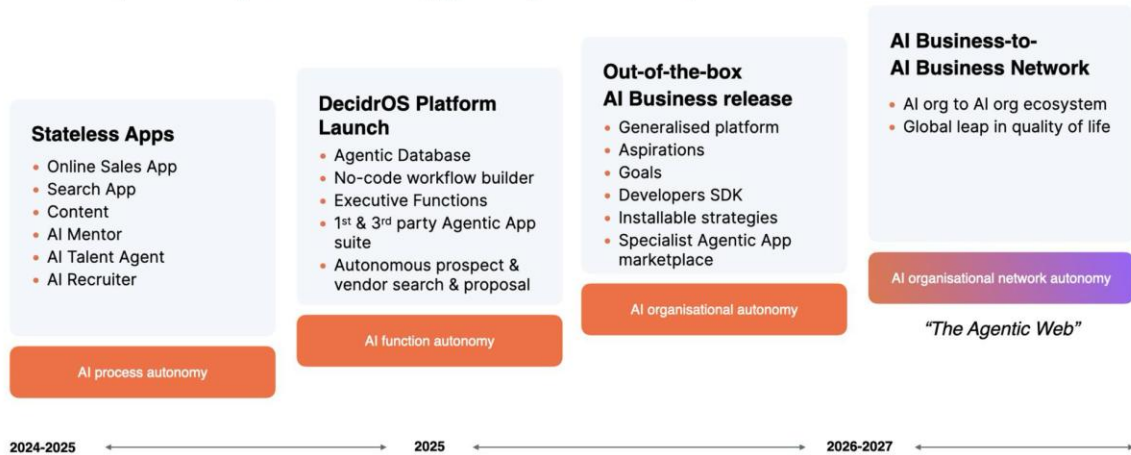 Stateless Apps
• Online Sales App
• Search App
• Content
• AI Mentor
• AI Talent Agent
• AI Recruiter
AI process autonomy
DecidrOS Platform
Launch
• Agentic Database
• No-code workflow builder
• Executive Functions
• 1st & 3rd party Agentic App
suite
• Autonomous prospect &
vendor search & proposal
AI function autonomy
Out-of-the-box
AI Business release
• Generalised platform
• Aspirations
• Goals
• Developers SDK
• Installable strategies
• Specialist Agentic App
marketplace
AI organisational autonomy
AI Business-to-
AI Business Network
• AI org to AI org ecosystem
• Global leap in quality of life
AI organisational network autonomy
“The Agentic Web”
2024-2025
2025
2026-2027